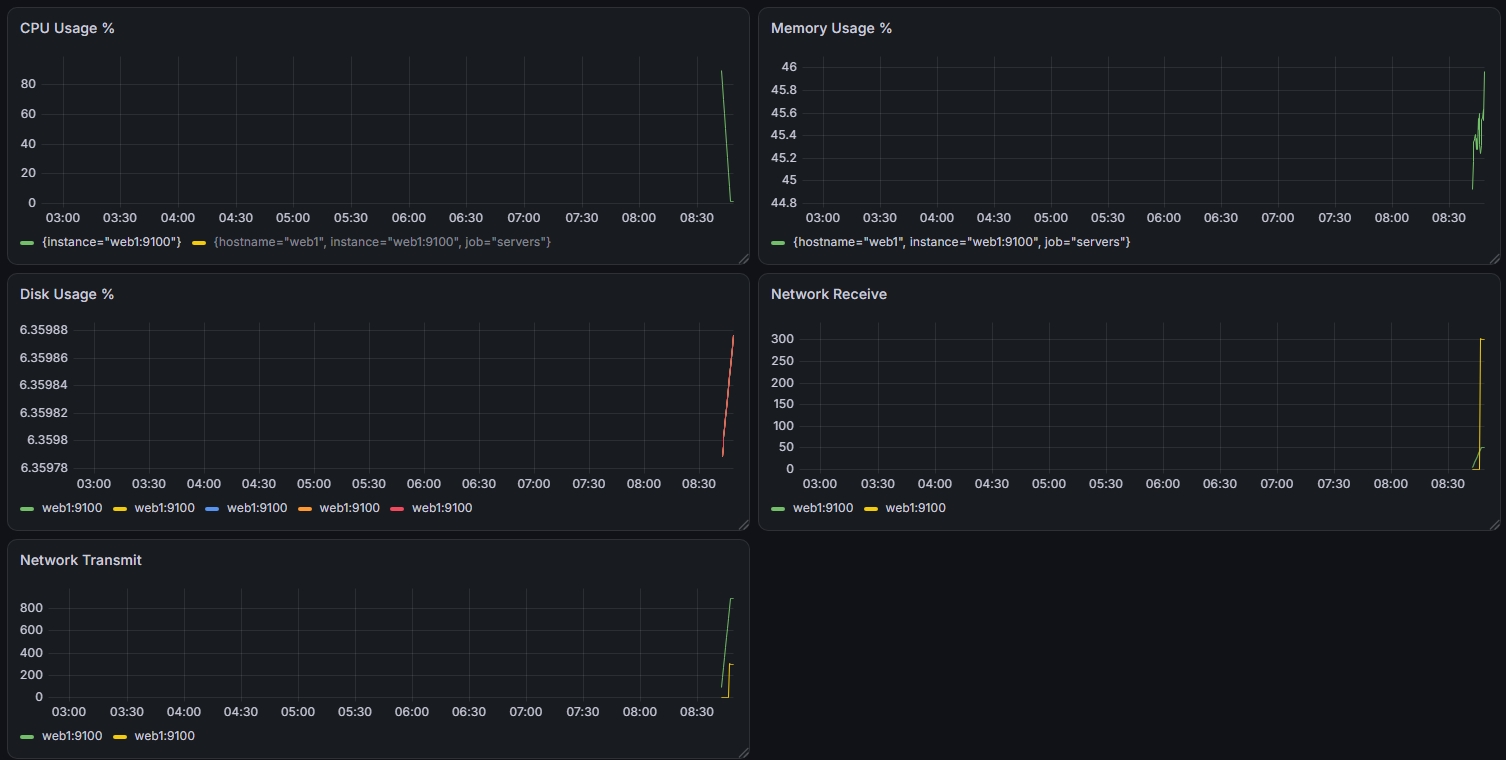 CPU Usage %
80
60
40
20
0
03:00 03:30 04:00 04:30 05:00 05:30 06:00 06:30 07:00 07:30 08:00 08:30
{instance="web1:9100"} {hostname="web1", instance="web1:9100", job="servers"}
Memory Usage %
46
45.8
45.6
45.4
45.2
45
44.8
03:00 03:30 04:00 04:30 05:00 05:30 06:00 06:30 07:00 07:30 08:00 08:30
{hostname="web1", instance="web1:9100", job="servers"}
Disk Usage %
6.35988
6.35986
6.35984
6.35982
6.3598
6.35978
03:00 03:30 04:00 04:30 05:00 05:30 06:00 06:30 07:00 07:30 08:00 08:30
web1:9100 web1:9100 web1:9100 web1:9100 web1:9100
Network Receive
300
250
200
150
100
50
0
03:00 03:30 04:00 04:30 05:00 05:30 06:00 06:30 07:00 07:30 08:00 08:30
web1:9100 web1:9100
Network Transmit
800
600
400
200
0
03:00 03:30 04:00 04:30 05:00 05:30 06:00 06:30 07:00 07:30 08:00 08:30
web1:9100 web1:9100